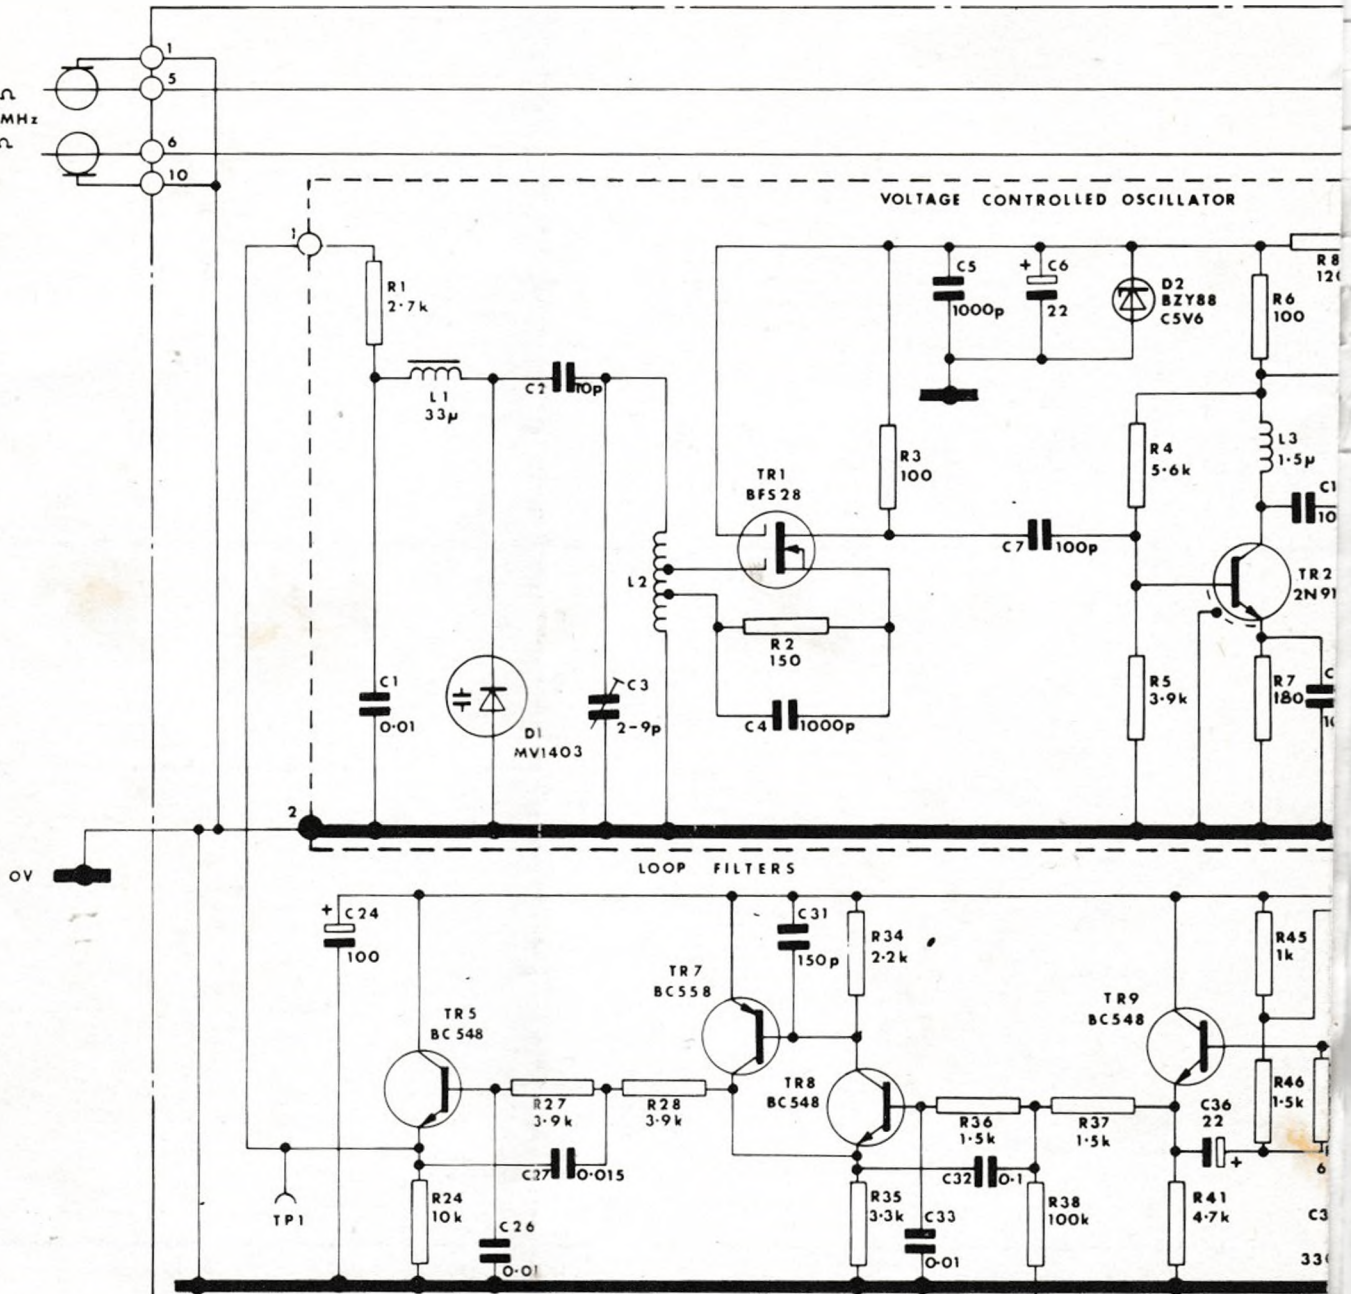 1
5
Ω
MHz
Ω
6
10
VOLTAGE CONTROLLED OSCILLATOR
1
R1
2·7k
L1
33μ
C2
10p
C5
1000p
+ C6
22
D2
BZY88
C5V6
R6
100
R8
R3
100
R4
5·6k
L3
1·5μ
TR1
BFS28
C7
100p
L2
TR2
R2
150
C4
1000p
R5
3·9k
R7
180
C1
0·01
D1
MV1403
C3
2-9p
2
0V
LOOP FILTERS
+ C24
100
C31
150p
R34
2·2k
R45
1k
TR5
BC548
TR7
BC558
TR8
BC548
TR9
BC548
R27
3·9k
R28
3·9k
R36
1·5k
R37
1·5k
C36
22
+
R46
1·5k
C27
0·015
C32
0·1
TP1
R24
10k
C26
0·01
R35
3·3k
C33
0·01
R38
100k
R41
4·7k